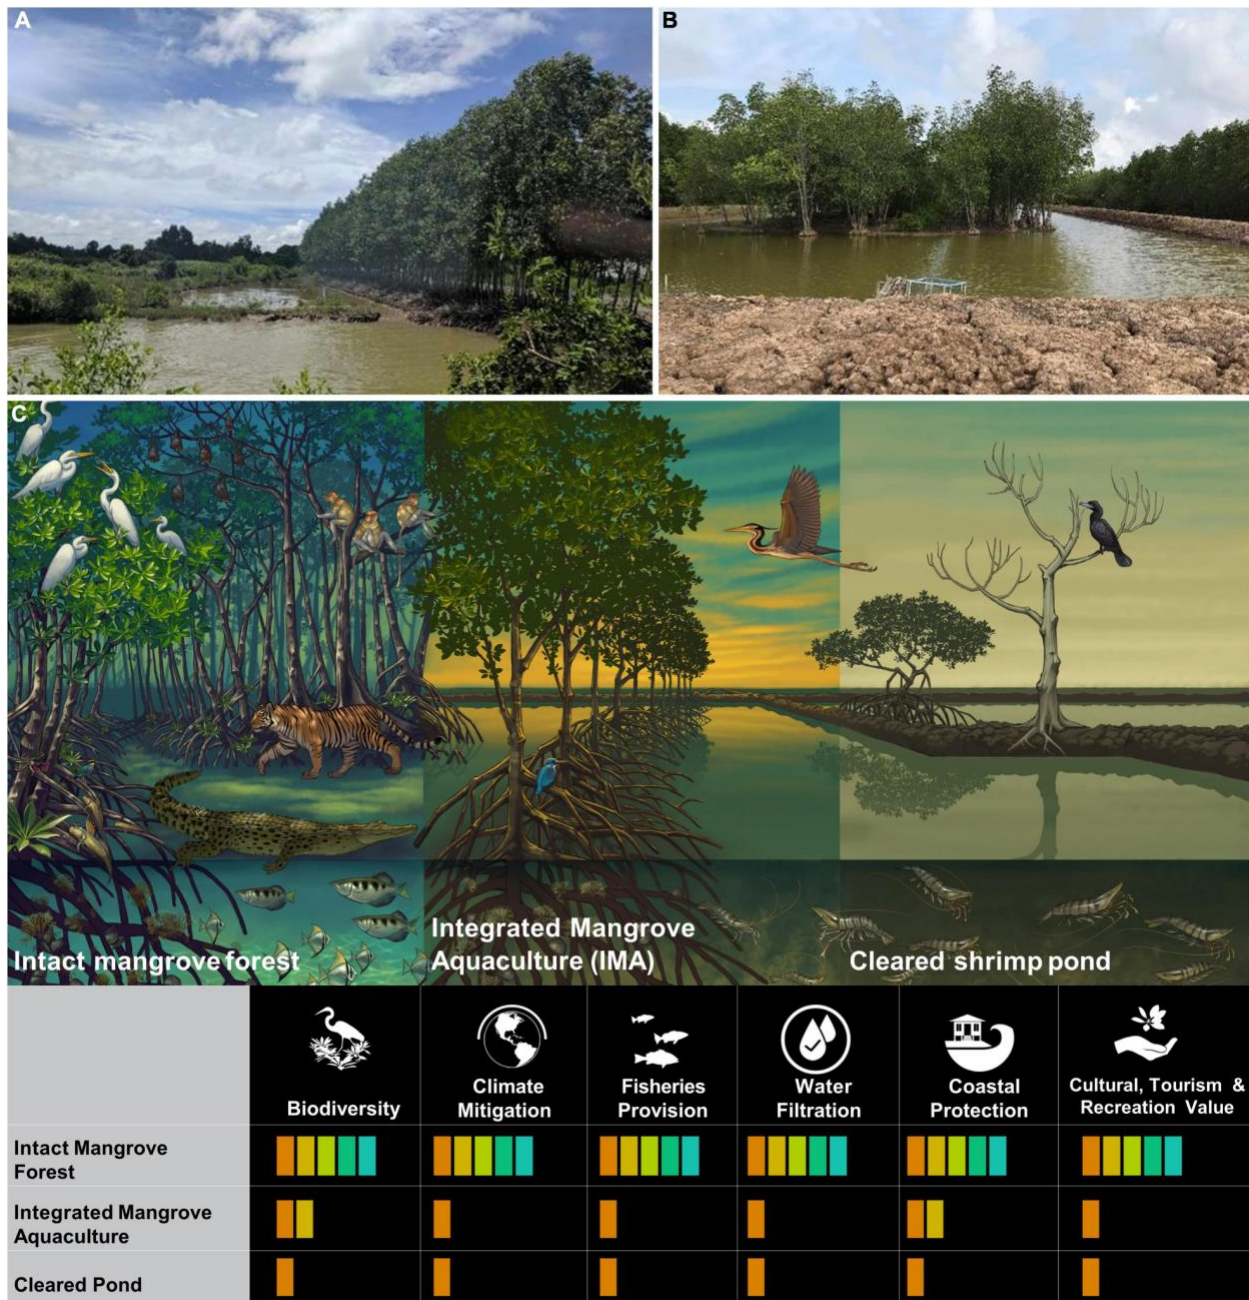 A
B
C
Intact mangrove forest
Integrated Mangrove
Aquaculture (IMA)
Cleared shrimp pond
Biodiversity
Climate
Mitigation
Fisheries
Provision
Water
Filtration
Coastal
Protection
Cultural, Tourism &
Recreation Value
Intact Mangrove
Forest
Integrated Mangrove
Aquaculture
Cleared Pond